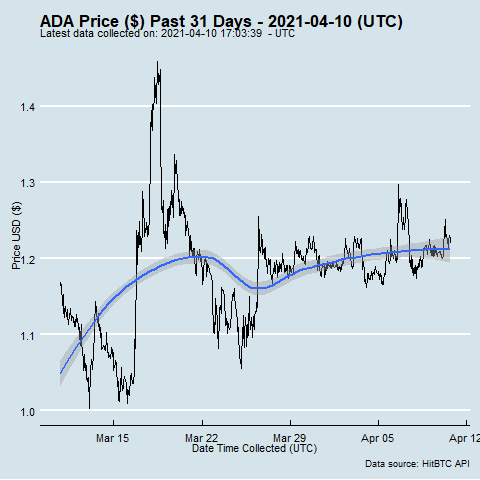 ADA Price ($) Past 31 Days - 2021-04-10 (UTC)
Latest data collected on: 2021-04-10 17:03:39 - UTC
1.4
1.3
1.2
1.1
1.0
Price USD ($)
Mar 15 Mar 22 Mar 29 Apr 05 Apr 12
Date Time Collected (UTC)
Data source: HitBTC API